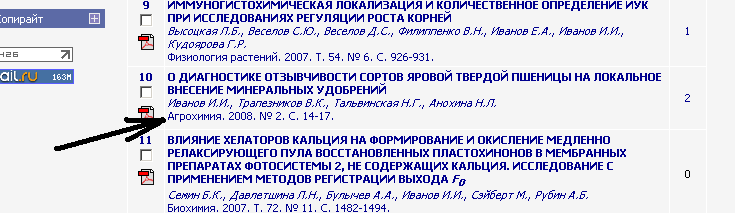 Копирайт
ail.ru 163M
9
ИММУНОГИСТОХИМИЧЕСКАЯ ЛОКАЛИЗАЦИЯ И КОЛИЧЕСТВЕННОЕ ОПРЕДЕЛЕНИЕ ИУК
ПРИ ИССЛЕДОВАНИЯХ РЕГУЛЯЦИИ РОСТА КОРНЕЙ
Высоцкая Л.Б., Веселов С.Ю., Веселов Д.С., Филиппенко В.Н., Иванов Е.А., Иванов И.И.,
Кудоярова Г.Р.
Физиология растений. 2007. Т. 54. № 6. С. 926-931.
1
10
О ДИАГНОСТИКЕ ОТЗЫВЧИВОСТИ СОРТОВ ЯРОВОЙ ТВЕРДОЙ ПШЕНИЦЫ НА ЛОКАЛЬНОЕ
ВНЕСЕНИЕ МИНЕРАЛЬНЫХ УДОБРЕНИЙ
Иванов И.И., Трапезников В.К., Тальвинская Н.Г., Анохина Н.Л.
Агрохимия. 2008. № 2. С. 14-17.
2
11
ВЛИЯНИЕ ХЕЛАТОРОВ КАЛЬЦИЯ НА ФОРМИРОВАНИЕ И ОКИСЛЕНИЕ МЕДЛЕННО
РЕЛАКСИРУЮЩЕГО ПУЛА ВОССТАНОВЛЕННЫХ ПЛАСТОХИНОНОВ В МЕМБРАННЫХ
ПРЕПАРАТАХ ФОТОСИСТЕМЫ 2, НЕ СОДЕРЖАЩИХ КАЛЬЦИЯ. ИССЛЕДОВАНИЕ С
ПРИМЕНЕНИЕМ МЕТОДОВ РЕГИСТРАЦИИ ВЫХОДА F0
Семин Б.К., Давлетшина Л.Н., Булычев А.А., Иванов И.И., Сэйберт М., Рубин А.Б.
Биохимия. 2007. Т. 72. № 11. С. 1482-1494.
0